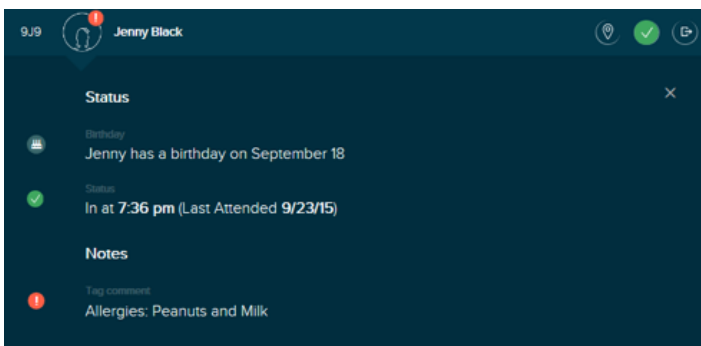 9J9 Jenny Black
Status
Birthday
Jenny has a birthday on September 18
Status
In at 7:36 pm (Last Attended 9/23/15)
Notes
Tag comment
Allergies: Peanuts and Milk